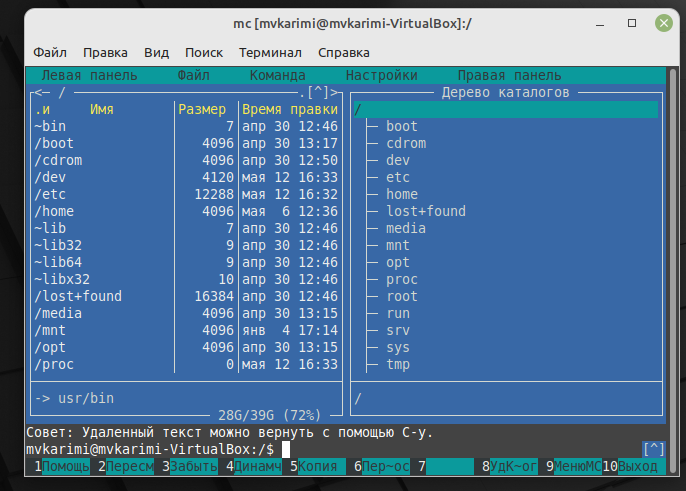 mc [mvkarimi@mvkarimi-VirtualBox]:/
Файл Правка Вид Поиск Терминал Справка
Левая панель Файл Команда Настройки Правая панель
<─ / .[^]>
.и Имя Размер Время правки
~bin 7 апр 30 12:46
/boot 4096 апр 30 13:17
/cdrom 4096 апр 30 12:50
/dev 4120 мая 12 16:33
/etc 12288 мая 12 16:32
/home 4096 мая 6 12:36
~lib 7 апр 30 12:46
~lib32 9 апр 30 12:46
~lib64 9 апр 30 12:46
~libx32 10 апр 30 12:46
/lost+found 16384 апр 30 12:46
/media 4096 апр 30 13:15
/mnt 4096 янв 4 17:14
/opt 4096 апр 30 13:15
/proc 0 мая 12 16:33
-> usr/bin
28G/39G (72%)
Дерево каталогов
/
boot
cdrom
dev
etc
home
lost+found
media
mnt
opt
proc
root
run
srv
sys
tmp
/
Совет: Удаленный текст можно вернуть с помощью C-y.
mvkarimi@mvkarimi-VirtualBox:/$ [^]
1Помощь 2Пересм 3Забыть 4Динамч 5Копия 6Пер~ос 7 8УдК~ог 9МенюMC 10Выход